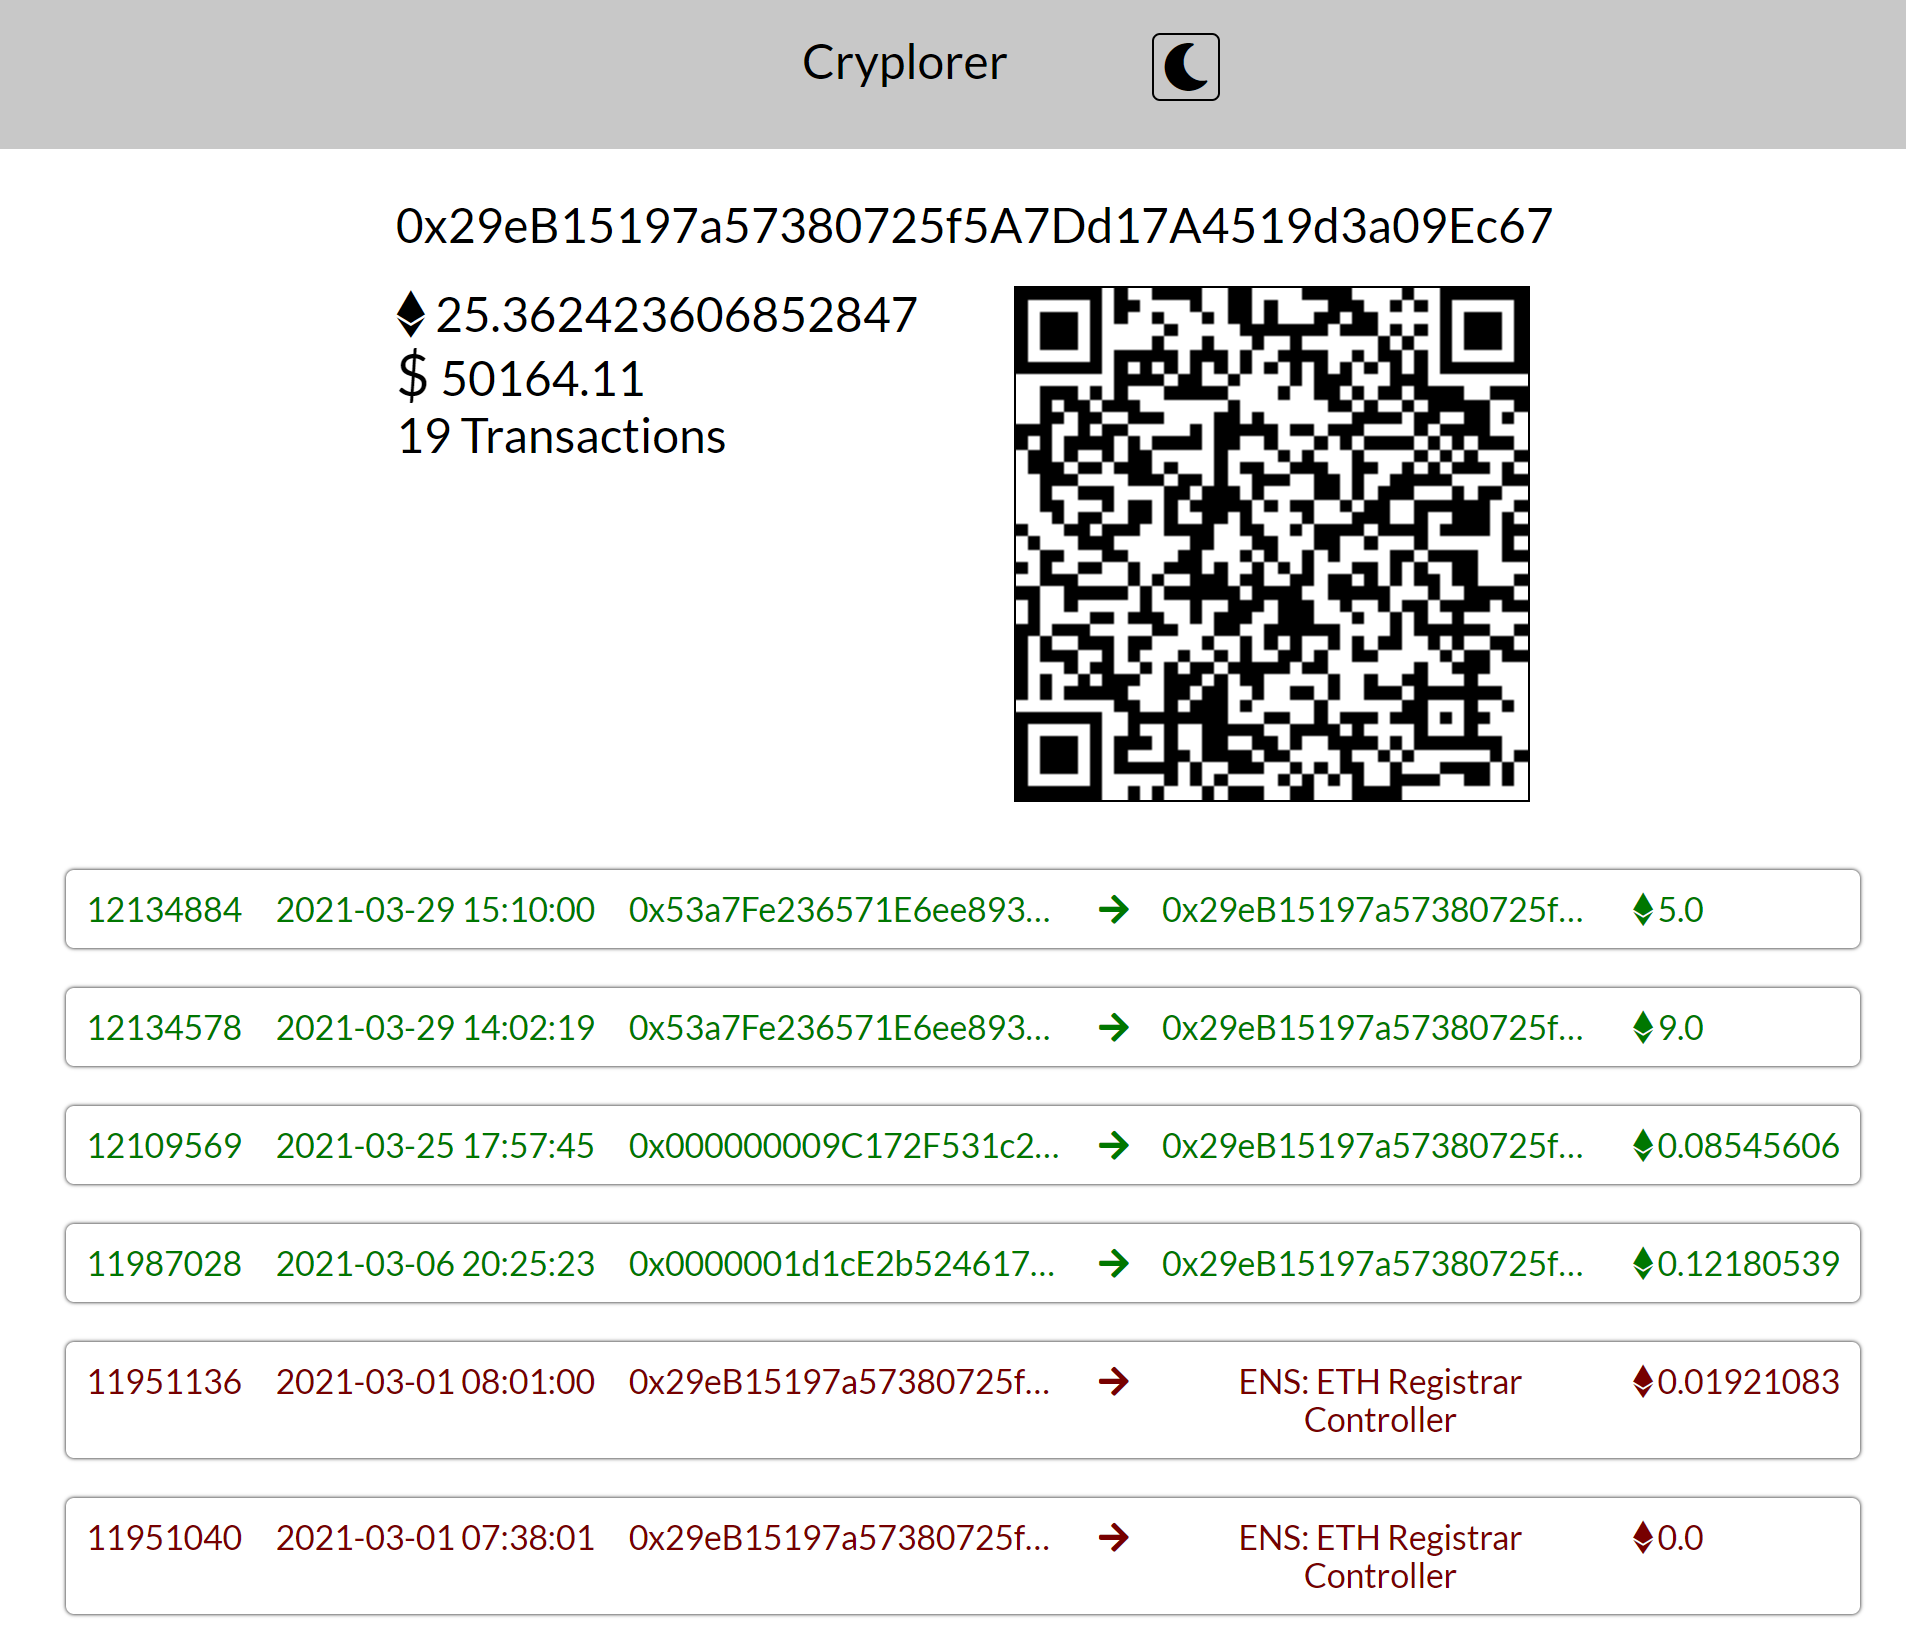 Cryplorer
0x29eB15197a57380725f5A7Dd17A4519d3a09Ec67
25.362423606852847
$ 50164.11
19 Transactions
12134884 2021-03-29 15:10:00 0x53a7Fe236571E6ee893... → 0x29eB15197a57380725f... 5.0
12134578 2021-03-29 14:02:19 0x53a7Fe236571E6ee893... → 0x29eB15197a57380725f... 9.0
12109569 2021-03-25 17:57:45 0x000000009C172F531c2... → 0x29eB15197a57380725f... 0.08545606
11987028 2021-03-06 20:25:23 0x0000001d1cE2b524617... → 0x29eB15197a57380725f... 0.12180539
11951136 2021-03-01 08:01:00 0x29eB15197a57380725f... → ENS: ETH Registrar 0.01921083
Controller
11951040 2021-03-01 07:38:01 0x29eB15197a57380725f... → ENS: ETH Registrar 0.0
Controller